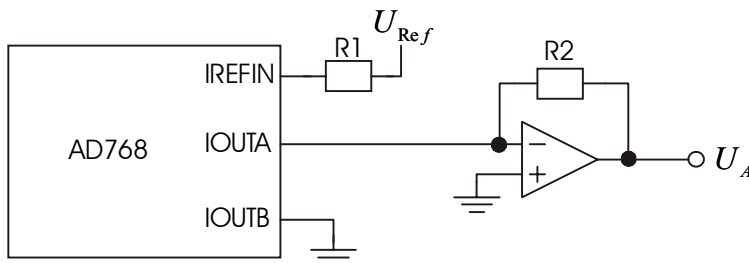 U_Ref
R1
R2
IREFIN
AD768
IOUTA
−
+
U_A
IOUTB